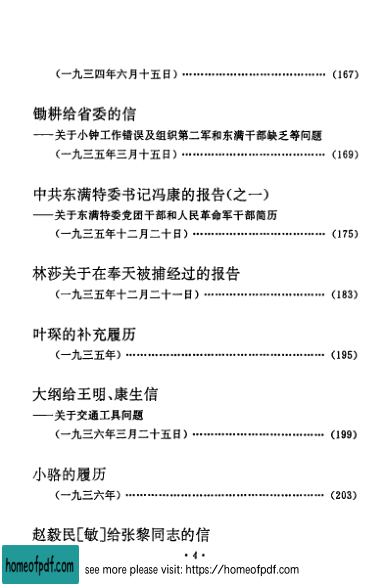 (一九三四年六月十五日)……………………………(167)
锄耕给省委的信
——关于小钟工作错误及组织第二军和东满干部缺乏等问题
(一九三五年三月十五日)……………………………(169)
中共东满特委书记冯康的报告(之一)
——关于东满特委党团干部和人民革命军干部简历
(一九三五年十二月二十日)…………………………(175)
林莎关于在奉天被捕经过的报告
(一九三五年十二月二十一日)………………………(183)
叶琛的补充履历
(一九三五年)…………………………………………(195)
大纲给王明、康生信
——关于交通工具问题
(一九三六年三月二十五日)…………………………(199)
小骆的履历
(一九三六年)…………………………………………(203)
赵毅民[敏]给张黎同志的信
·4·
homeofpdf.com
see more please visit: https://homeofpdf.com